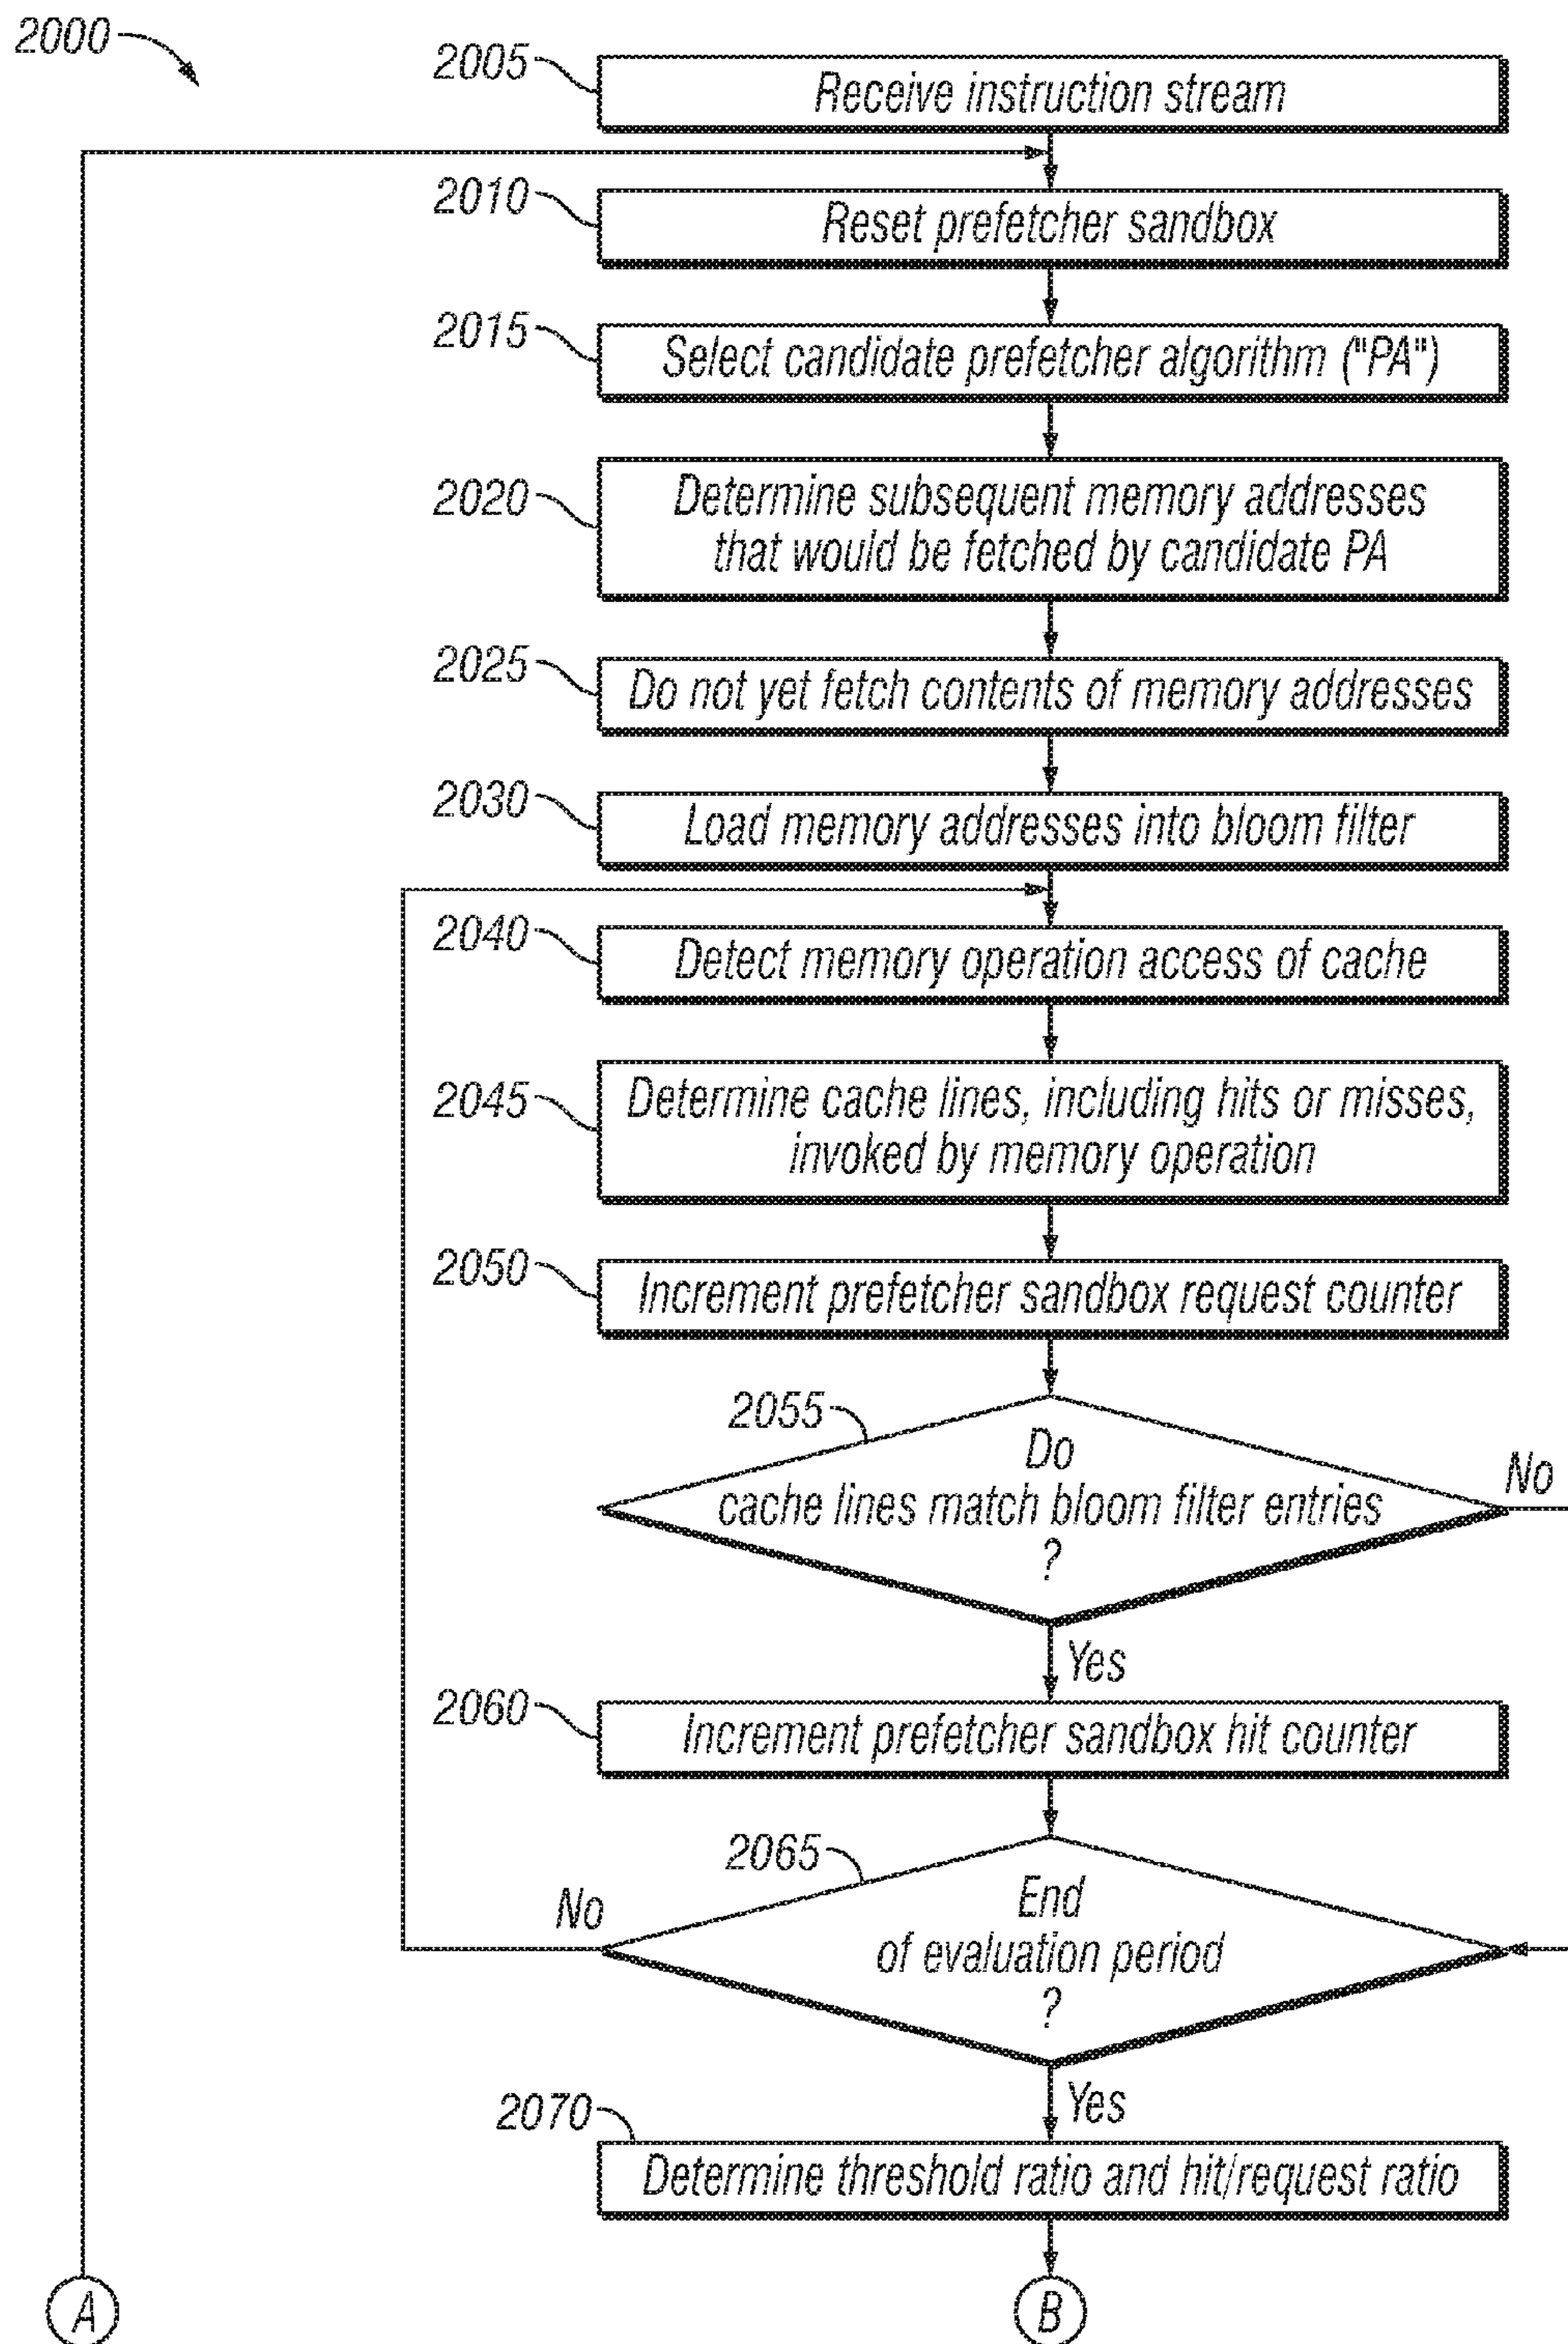 2000
2005
Receive instruction stream
2010
Reset prefetcher sandbox
2015
Select candidate prefetcher algorithm ("PA")
2020
Determine subsequent memory addresses
that would be fetched by candidate PA
2025
Do not yet fetch contents of memory addresses
2030
Load memory addresses into bloom filter
2040
Detect memory operation access of cache
2045
Determine cache lines, including hits or misses,
invoked by memory operation
2050
Increment prefetcher sandbox request counter
2055
Do
cache lines match bloom filter entries
?
No
Yes
2060
Increment prefetcher sandbox hit counter
2065
End
of evaluation period
?
No
Yes
2070
Determine threshold ratio and hit/request ratio
A
B